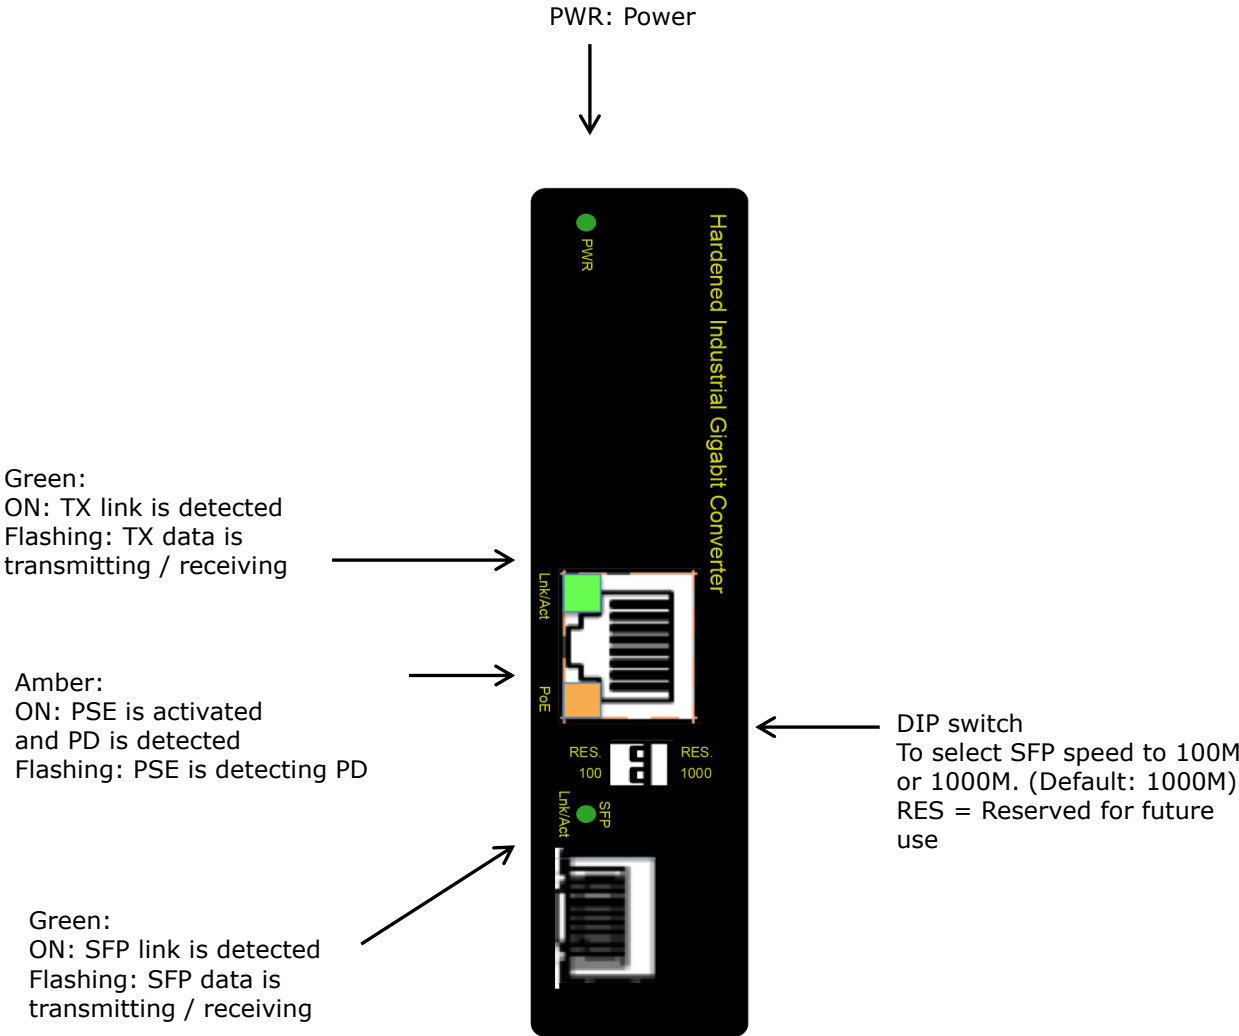 PWR: Power
PWR
Hardened Industrial Gigabit Converter
Green:
ON: TX link is detected
Flashing: TX data is
transmitting / receiving
Lnk/Act
Amber:
ON: PSE is activated
and PD is detected
Flashing: PSE is detecting PD
PoE
RES.
100
RES.
1000
DIP switch
To select SFP speed to 100M
or 1000M. (Default: 1000M)
RES = Reserved for future
use
SFP
Lnk/Act
Green:
ON: SFP link is detected
Flashing: SFP data is
transmitting / receiving